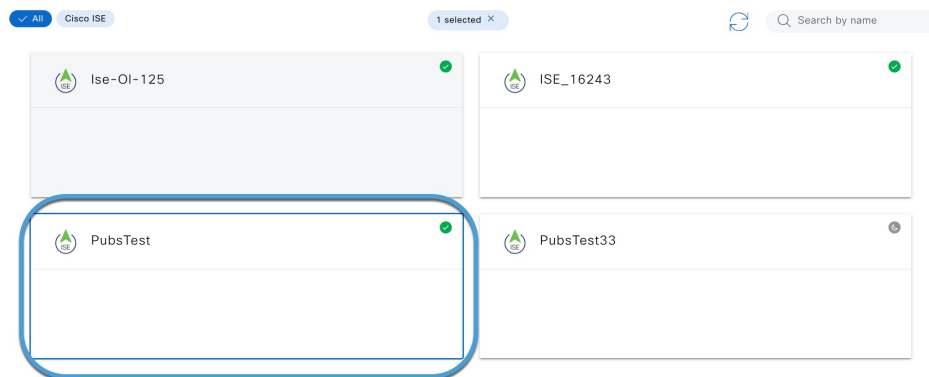 All
Cisco ISE
1 selected
Search by name
Ise-OI-125
ISE
ISE_16243
ISE
PubsTest
ISE
PubsTest33
ISE